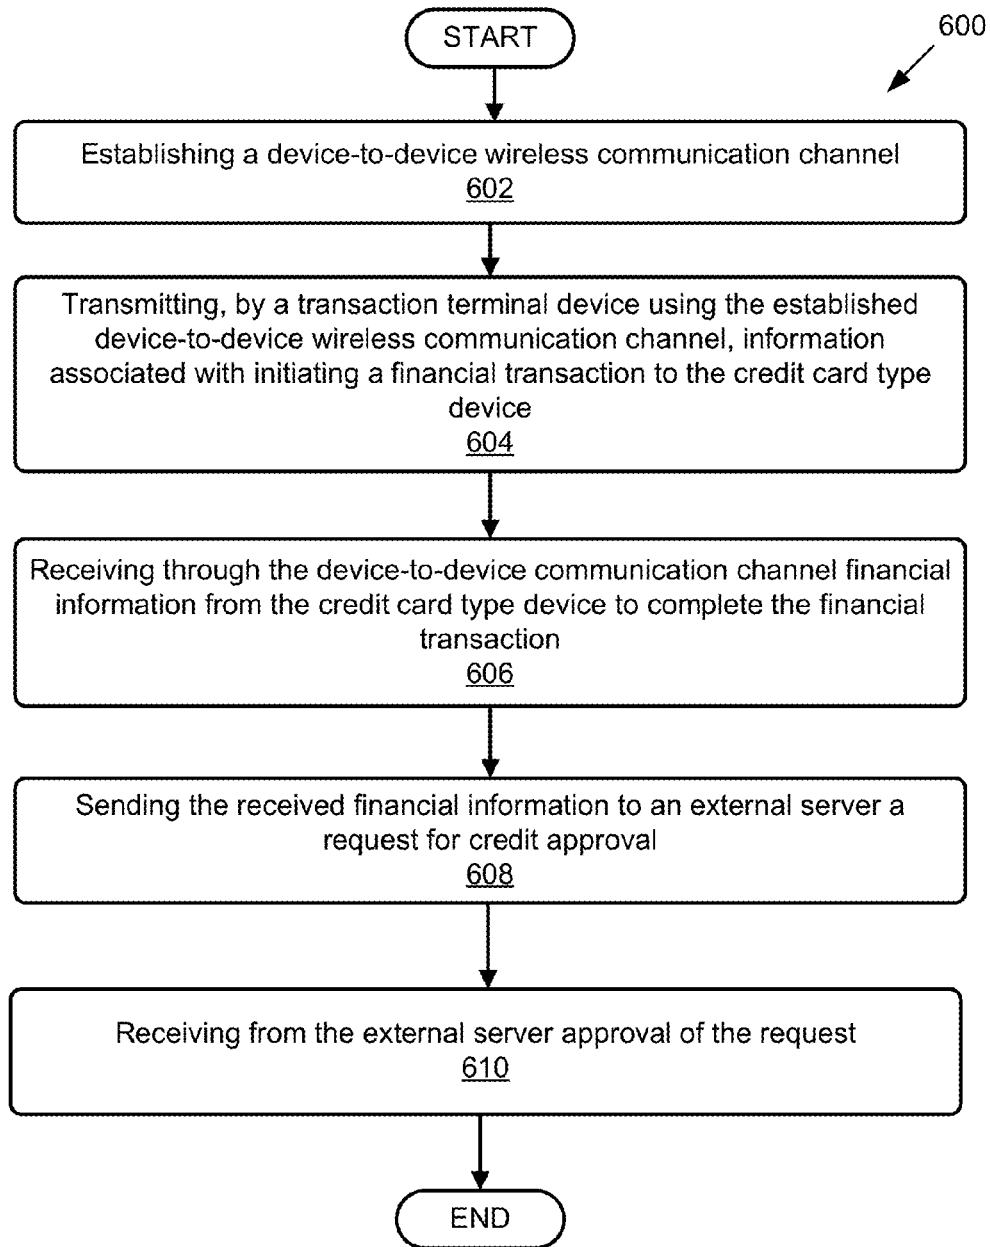 START
600
Establishing a device-to-device wireless communication channel
602
Transmitting, by a transaction terminal device using the established
device-to-device wireless communication channel, information
associated with initiating a financial transaction to the credit card type
device
604
Receiving through the device-to-device communication channel financial
information from the credit card type device to complete the financial
transaction
606
Sending the received financial information to an external server a
request for credit approval
608
Receiving from the external server approval of the request
610
END